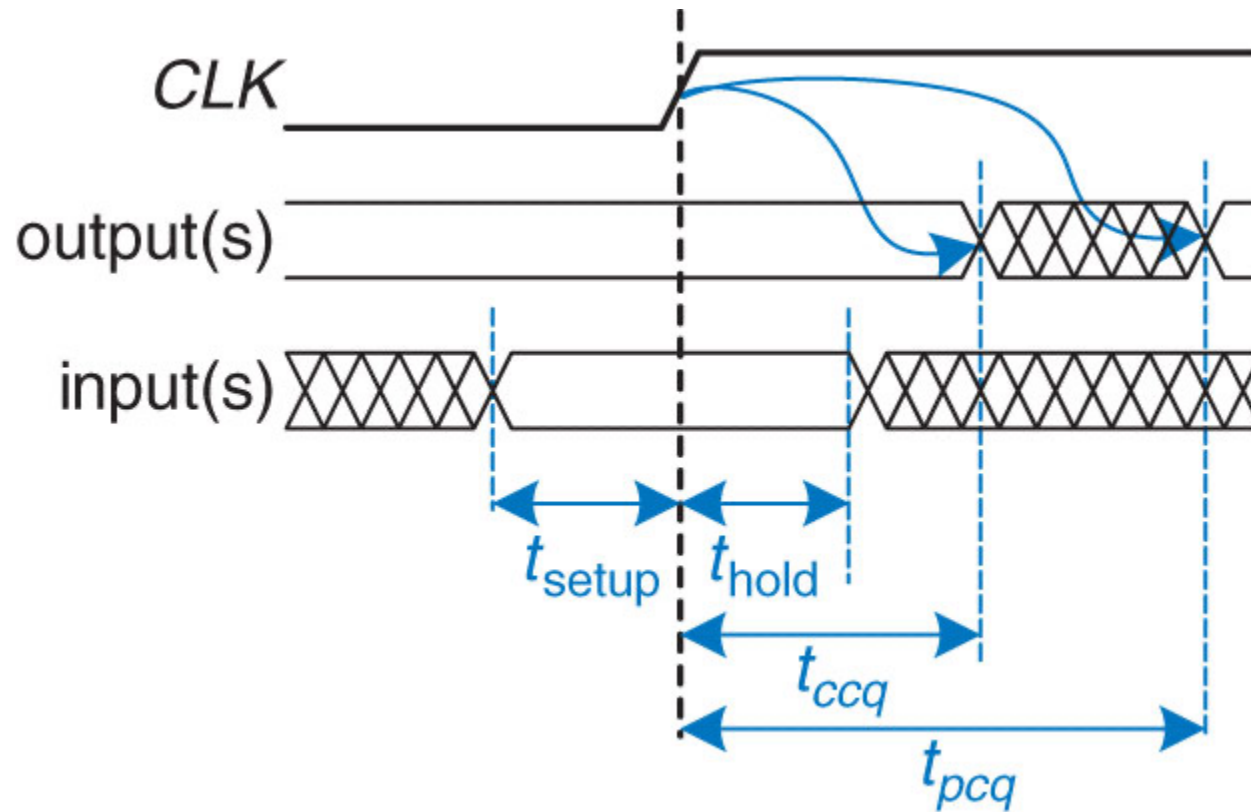 CLK
output(s)
input(s)
tsetup thold
tccq
tpcq